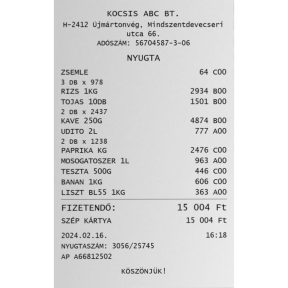 KOCSIS ABC BT.
H-2412 Újmártonvég, Mindszentdevecseri
utca 66.
ADÓSZÁM: 56704587-3-06
NYUGTA
ZSEMLE 64 C00
3 DB x 978
RIZS 1KG 2934 B00
TOJAS 10DB 1501 B00
2 DB x 2437
KAVE 250G 4874 B00
UDITO 2L 777 A00
2 DB x 1238
PAPRIKA KG 2476 C00
MOSOGATOSZER 1L 963 A00
TESZTA 500G 446 C00
BANAN 1KG 606 C00
LISZT BL55 1KG 363 A00
FIZETENDŐ: 15 004 Ft
SZÉP KÁRTYA 15 004 Ft
2024.02.16. 16:18
NYUGTASZÁM: 3056/25745
AP A66812502
KÖSZÖNJÜK!